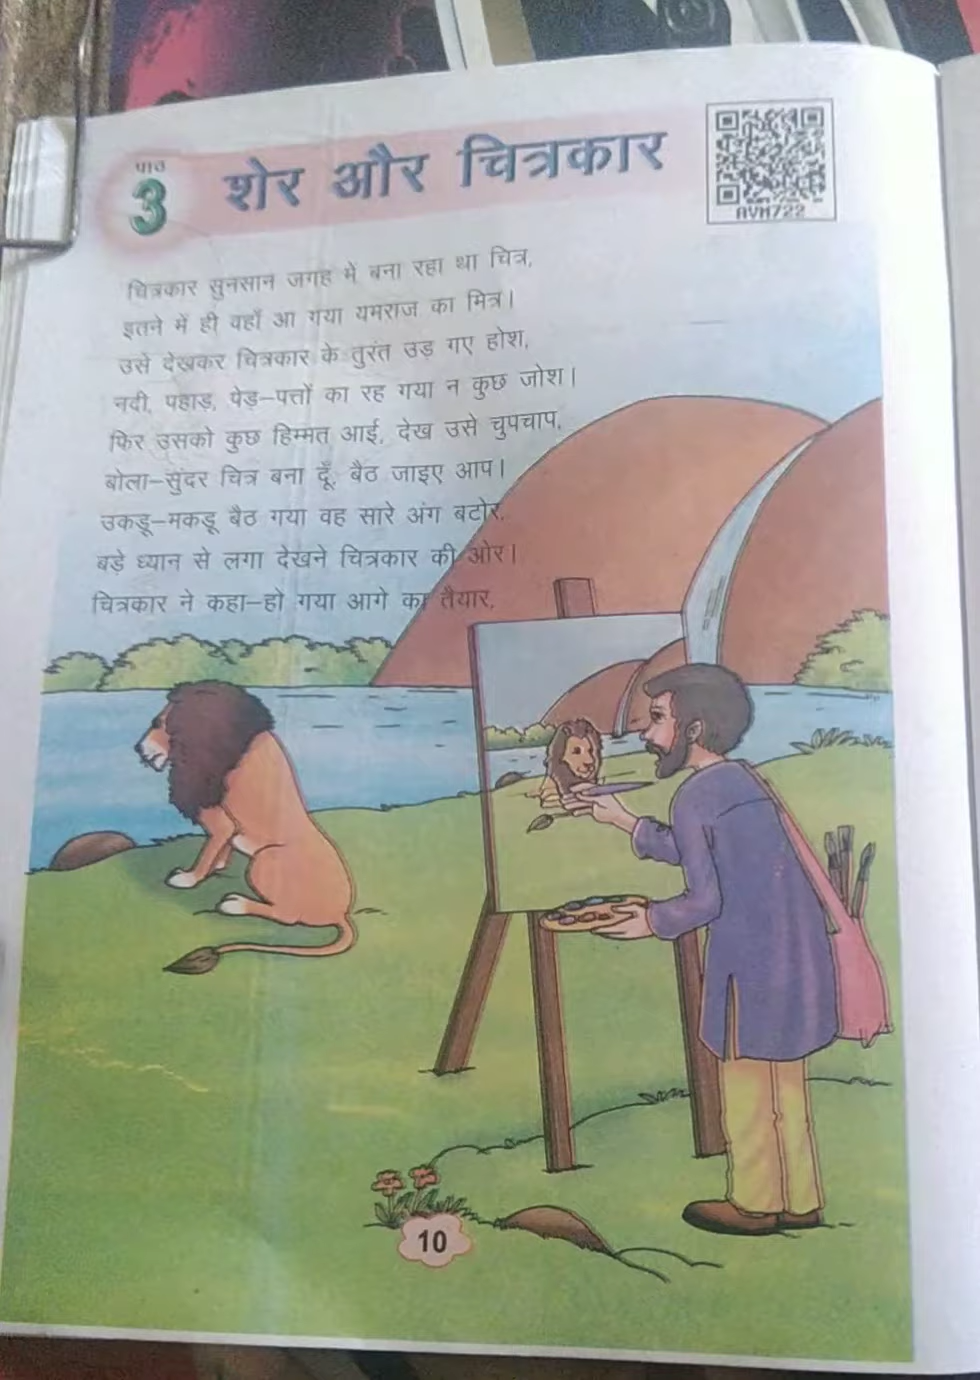 पाठ
3
शेर और चित्रकार
AVM722
चित्रकार सुनसान जगह में बना रहा था चित्र,
इतने में ही वहाँ आ गया यमराज का मित्र।
उसे देखकर चित्रकार के तुरंत उड़ गए होश,
नदी, पहाड़, पेड़-पत्तों का रह गया न कुछ जोश।
फिर उसको कुछ हिम्मत आई, देख उसे चुपचाप,
बोला-सुंदर चित्र बना दूँ, बैठ जाइए आप।
उकडू-मकडू बैठ गया वह सारे अंग बटोर,
बड़े ध्यान से लगा देखने चित्रकार की ओर।
चित्रकार ने कहा-हो गया आगे का तैयार,
10